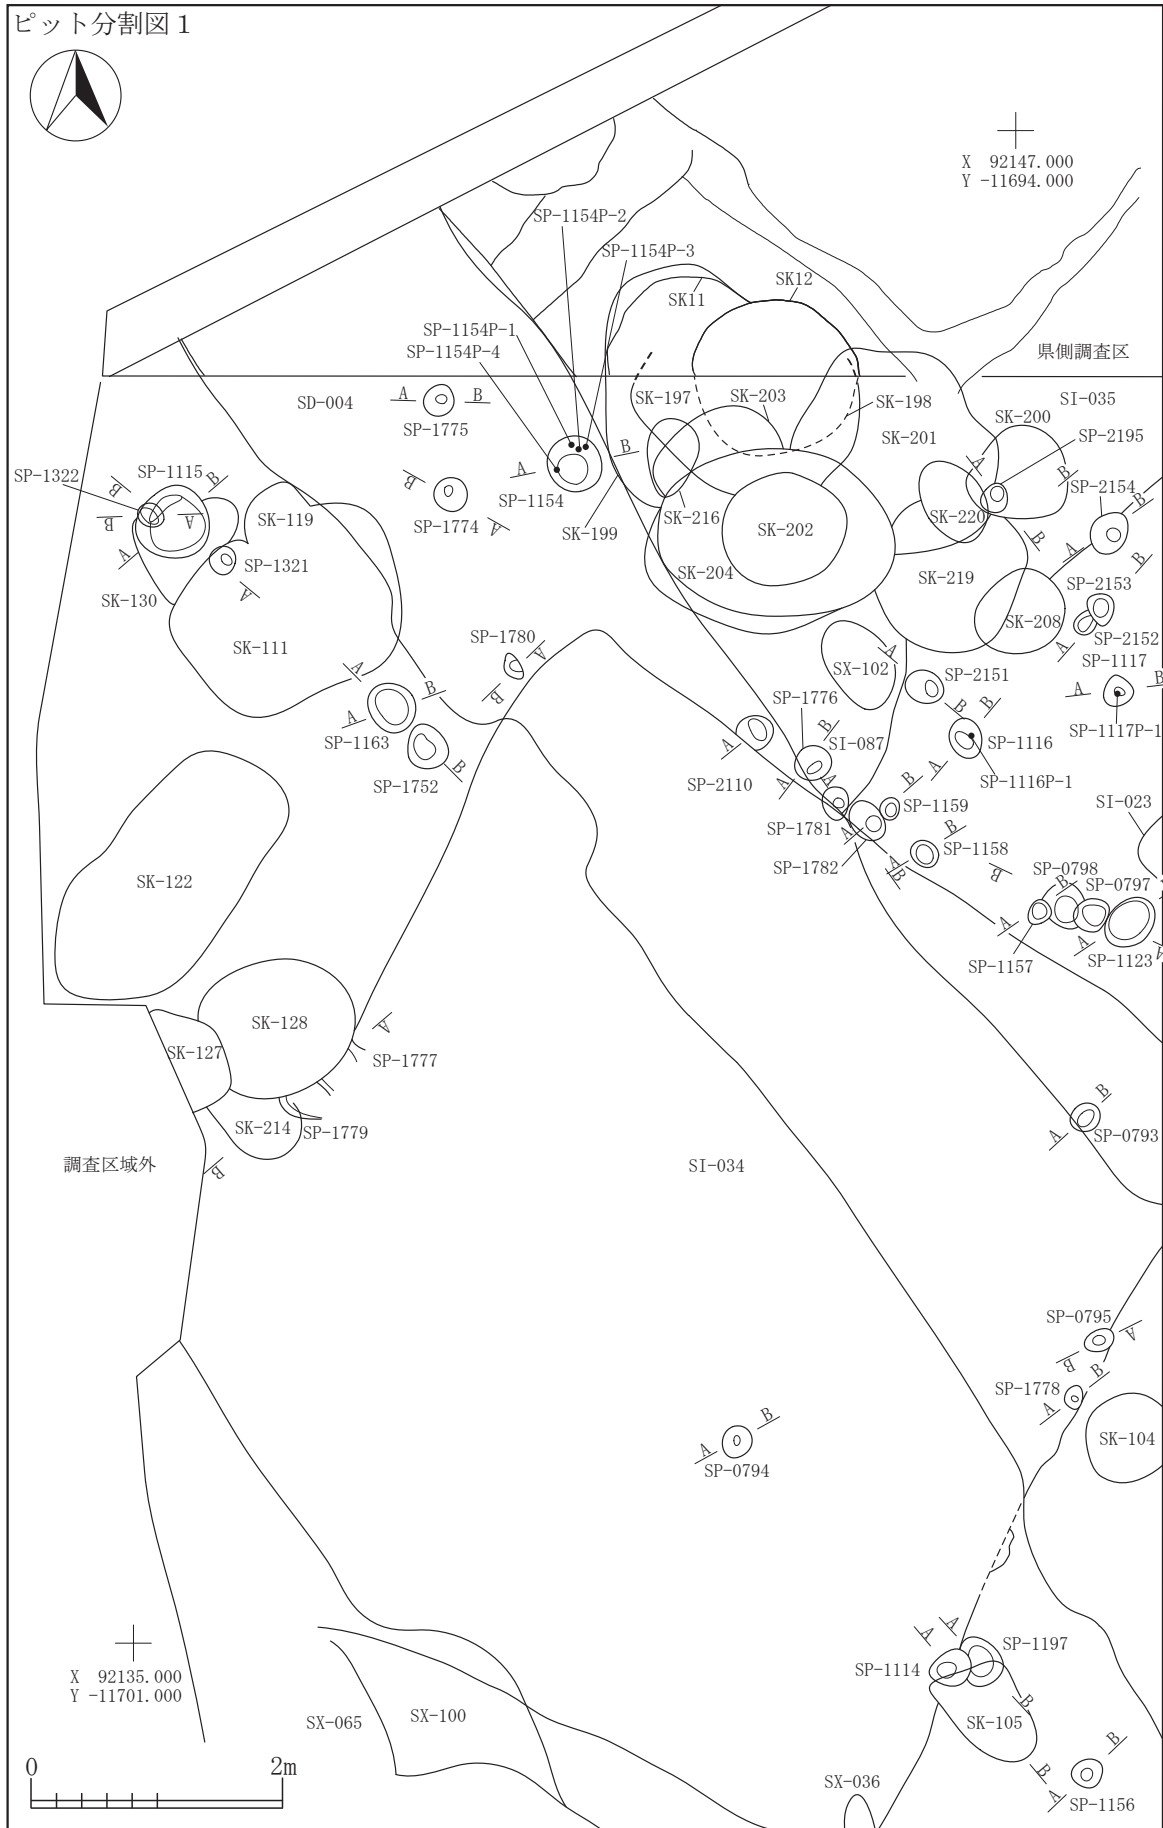 ピット分割図１
X 92147.000
Y -11694.000
SP-1154P-2
SP-1154P-3
SK12
SK11
SP-1154P-1
SP-1154P-4
県側調査区
SD-004
A
B
SP-1775
SK-197
SK-203
SK-198
SI-035
SK-200
SK-201
SP-2195
B
A
A
B
SP-1322
SP-1115
B
B
B
A
A
B
SP-1774
A
SP-1154
SK-199
SK-216
SK-202
SK-220
SP-2154
B
A
B
B
SK-119
SP-1321
A
SK-130
SK-204
SK-219
SP-2153
SK-208
SP-2152
A
SK-111
SP-1780
A
B
SX-102
A
SP-2151
B
SP-1117
A
B
SP-1117P-1
A
B
A
SP-1163
SP-1752
B
SP-1776
B
SI-087
A
SP-2110
A
B
SP-1116
A
SP-1116P-1
A
B
SP-1159
SP-1781
A
SP-1782
SI-023
B
SP-1158
A
B
B
SP-0798
B
SP-0797
A
SP-1157
A
SP-1123
A
SK-122
SK-128
SK-127
A
SP-1777
SK-214
SP-1779
B
調査区域外
SI-034
B
A
SP-0793
SP-0795
A
B
B
SP-1778
A
SK-104
B
A
SP-0794
A
A
SP-1197
SP-1114
B
SK-105
X 92135.000
Y -11701.000
SX-065
SX-100
B
B
A
SP-1156
SX-036
0
2m